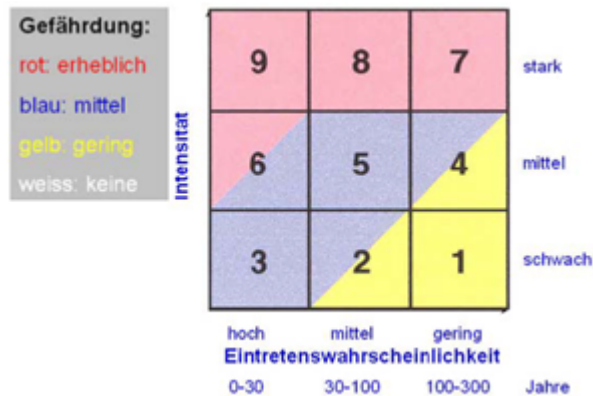 Gefährdung:
rot: erheblich
blau: mittel
gelb: gering
weiss: keine
Intensität
9 8 7 stark
6 5 4 mittel
3 2 1 schwach
hoch mittel gering
Eintretenswahrscheinlichkeit
0-30 30-100 100-300 Jahre